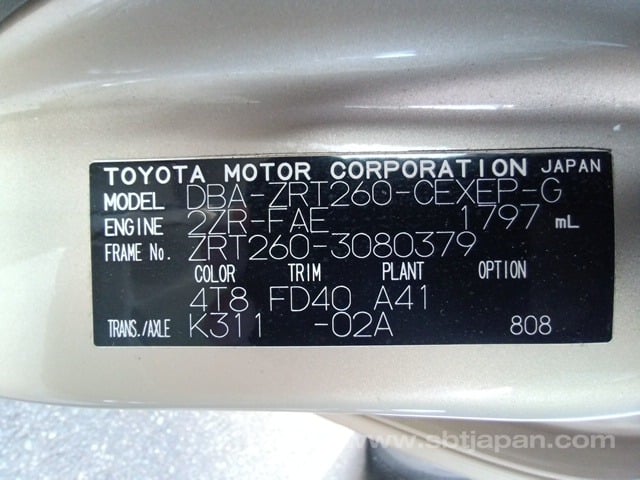 TOYOTA MOTOR CORPORATION JAPAN
MODEL DBA-ZRT260-CEXEP-G
ENGINE 2ZR-FAE 1797 mL
FRAME No. ZRT260-3080379
COLOR TRIM PLANT OPTION
4T8 FD40 A41
TRANS./AXLE K311 -02A 808
www.sbtjapan.com